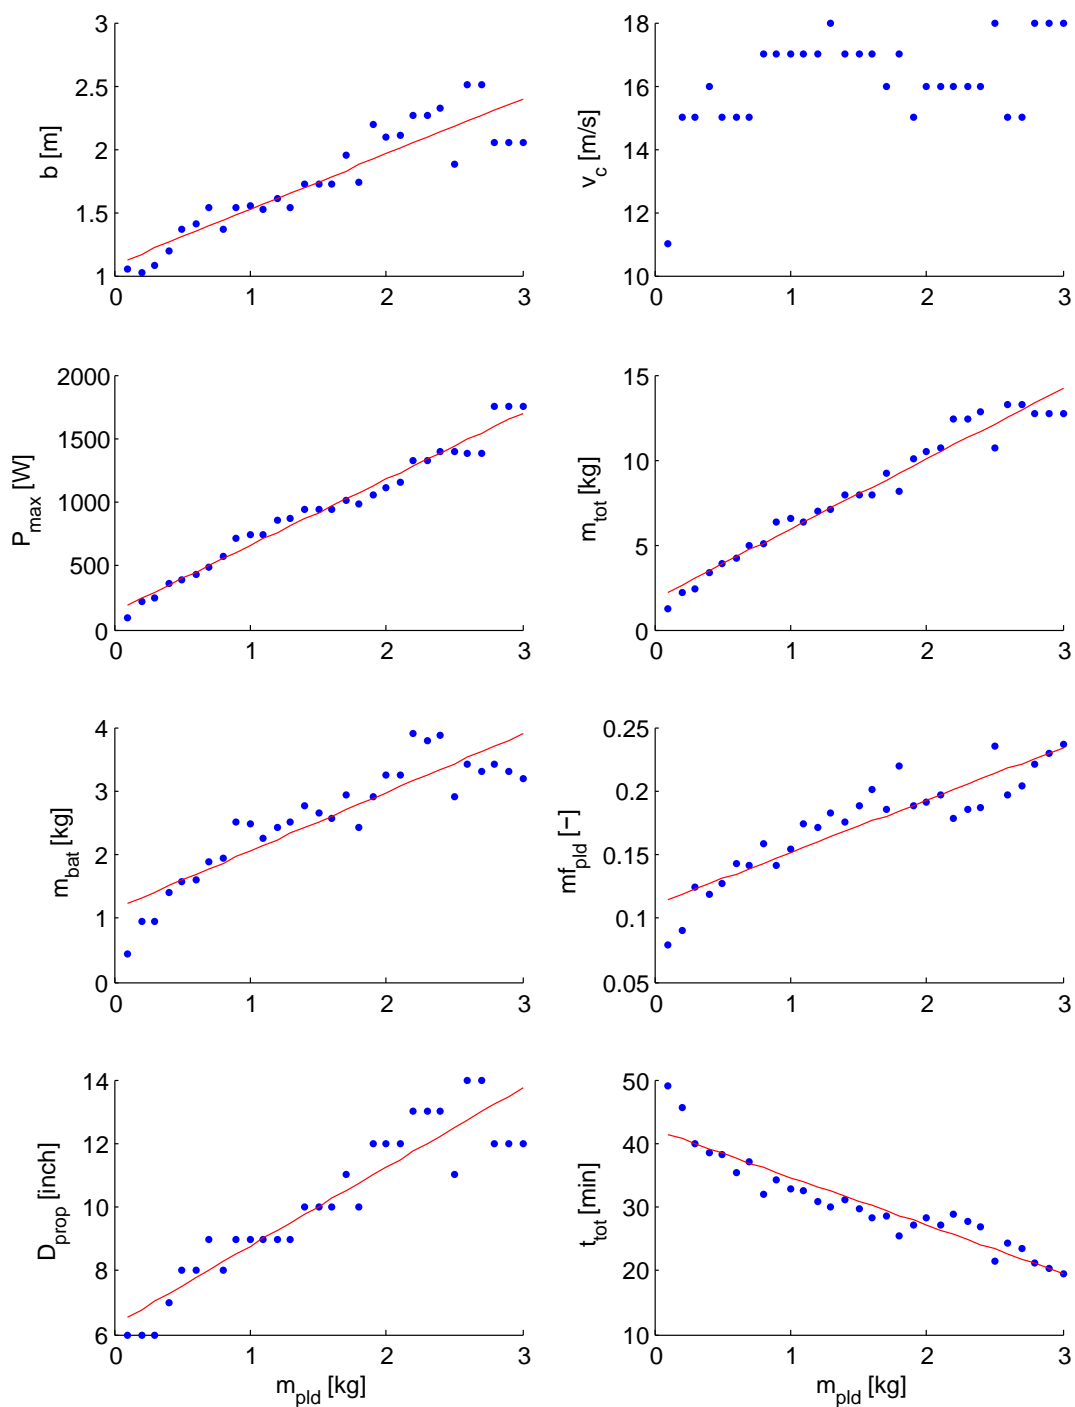 3
2.5
2
1.5
1
0 1 2 3
b [m]
18
16
14
12
10
0 1 2 3
v_c [m/s]
2000
1500
1000
500
0
0 1 2 3
P_max [W]
15
10
5
0
0 1 2 3
m_tot [kg]
4
3
2
1
0
0 1 2 3
m_bat [kg]
0.25
0.2
0.15
0.1
0.05
0 1 2 3
mf_pld [−]
14
12
10
8
6
0 1 2 3
D_prop [inch]
m_pld [kg]
50
40
30
20
10
0 1 2 3
t_tot [min]
m_pld [kg]